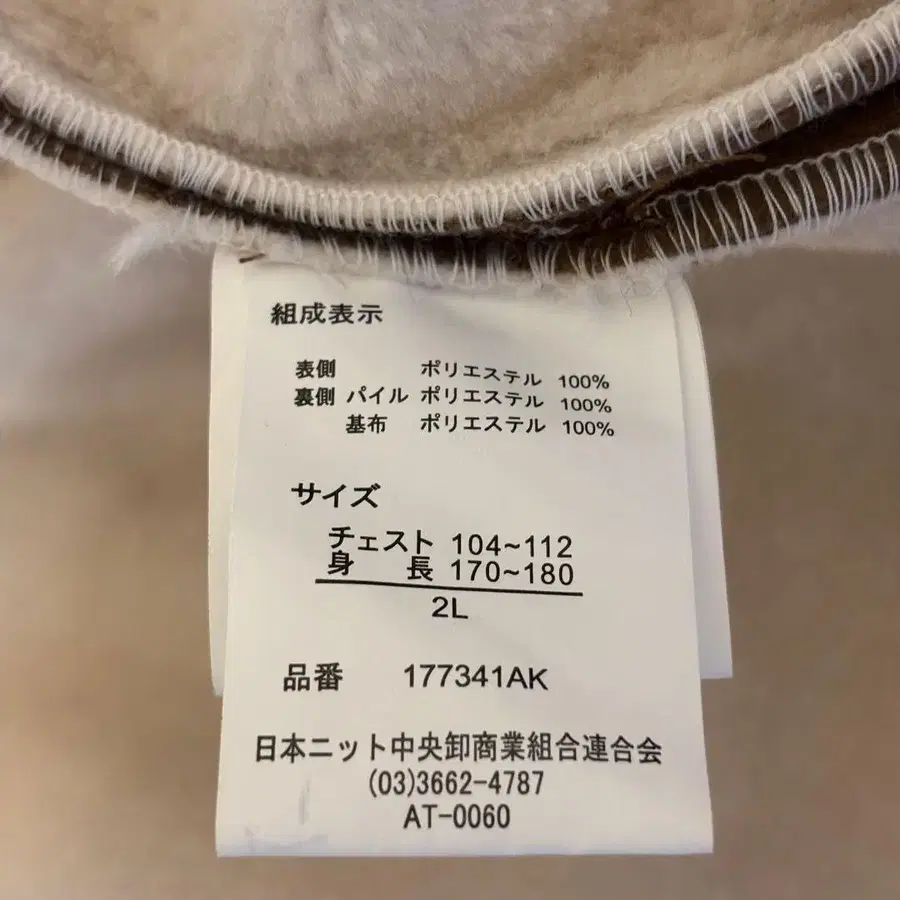 組成表示
表側 ポリエステル 100%
裏側 パイル ポリエステル 100%
基布 ポリエステル 100%
サイズ
チェスト 104~112
身長 170~180
2L
品番 177341AK
日本ニット中央卸商業組合連合会
(03)3662-4787
AT-0060